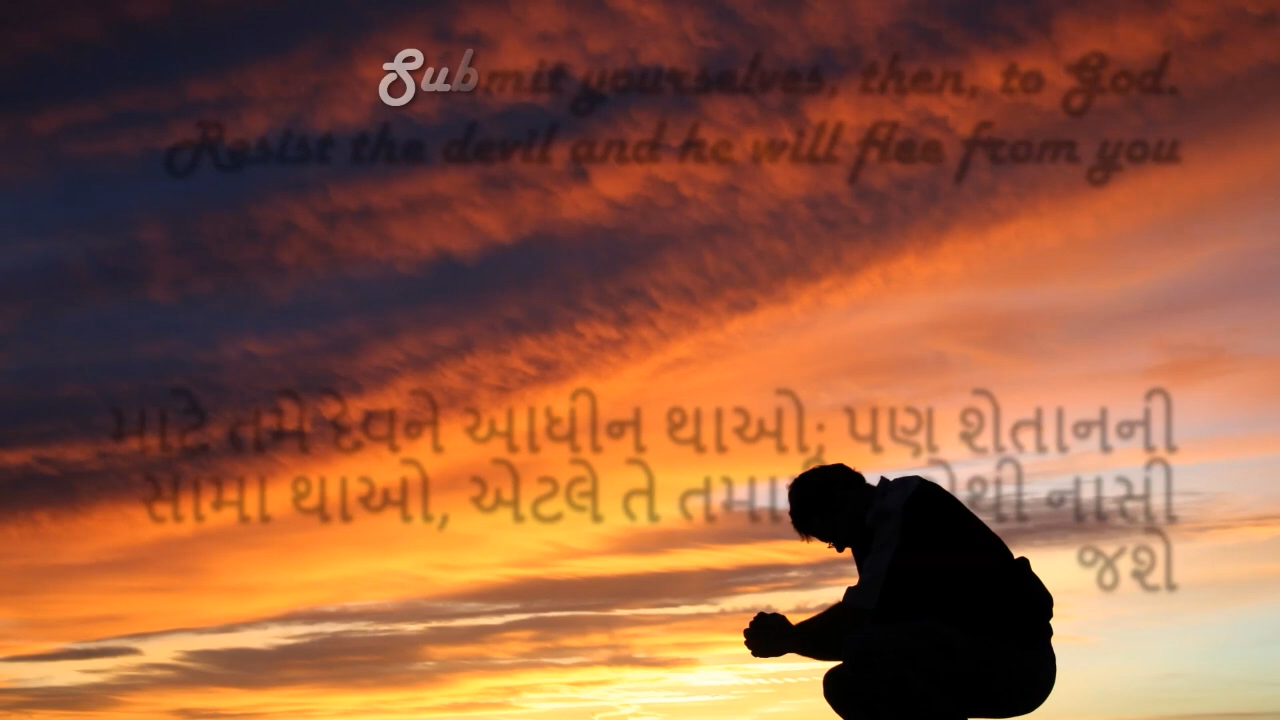 Submit yourselves, then, to God.
Resist the devil and he will flee from you
માટે તમે દેવને આધીન થાઓ; પણ શેતાનની
સામા થાઓ, એટલે તે નાસી
જશે